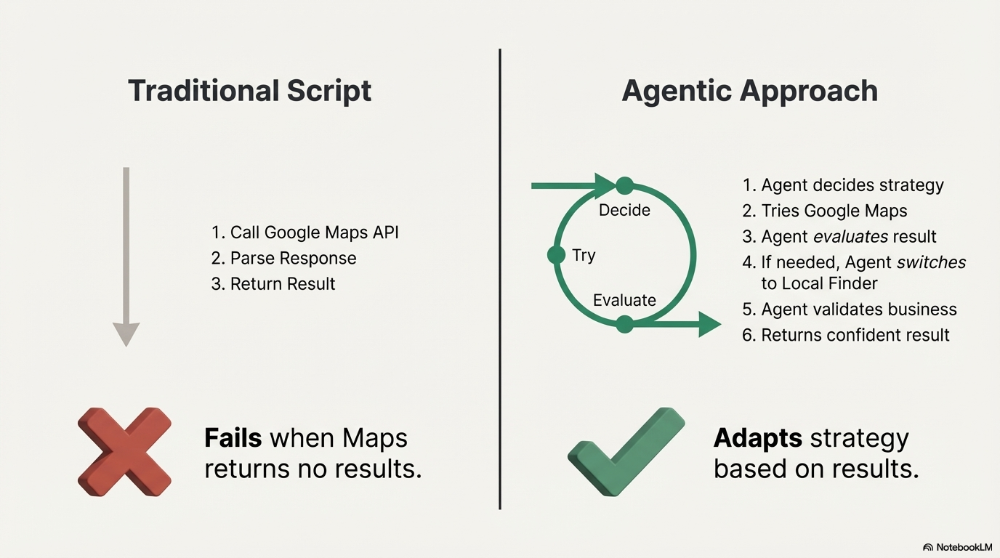 Traditional Script
1. Call Google Maps API
2. Parse Response
3. Return Result
Fails when Maps
returns no results.
Agentic Approach
Decide
Try
Evaluate
1. Agent decides strategy
2. Tries Google Maps
3. Agent evaluates result
4. If needed, Agent switches
to Local Finder
5. Agent validates business
6. Returns confident result
Adapts strategy
based on results.
NotebookLM